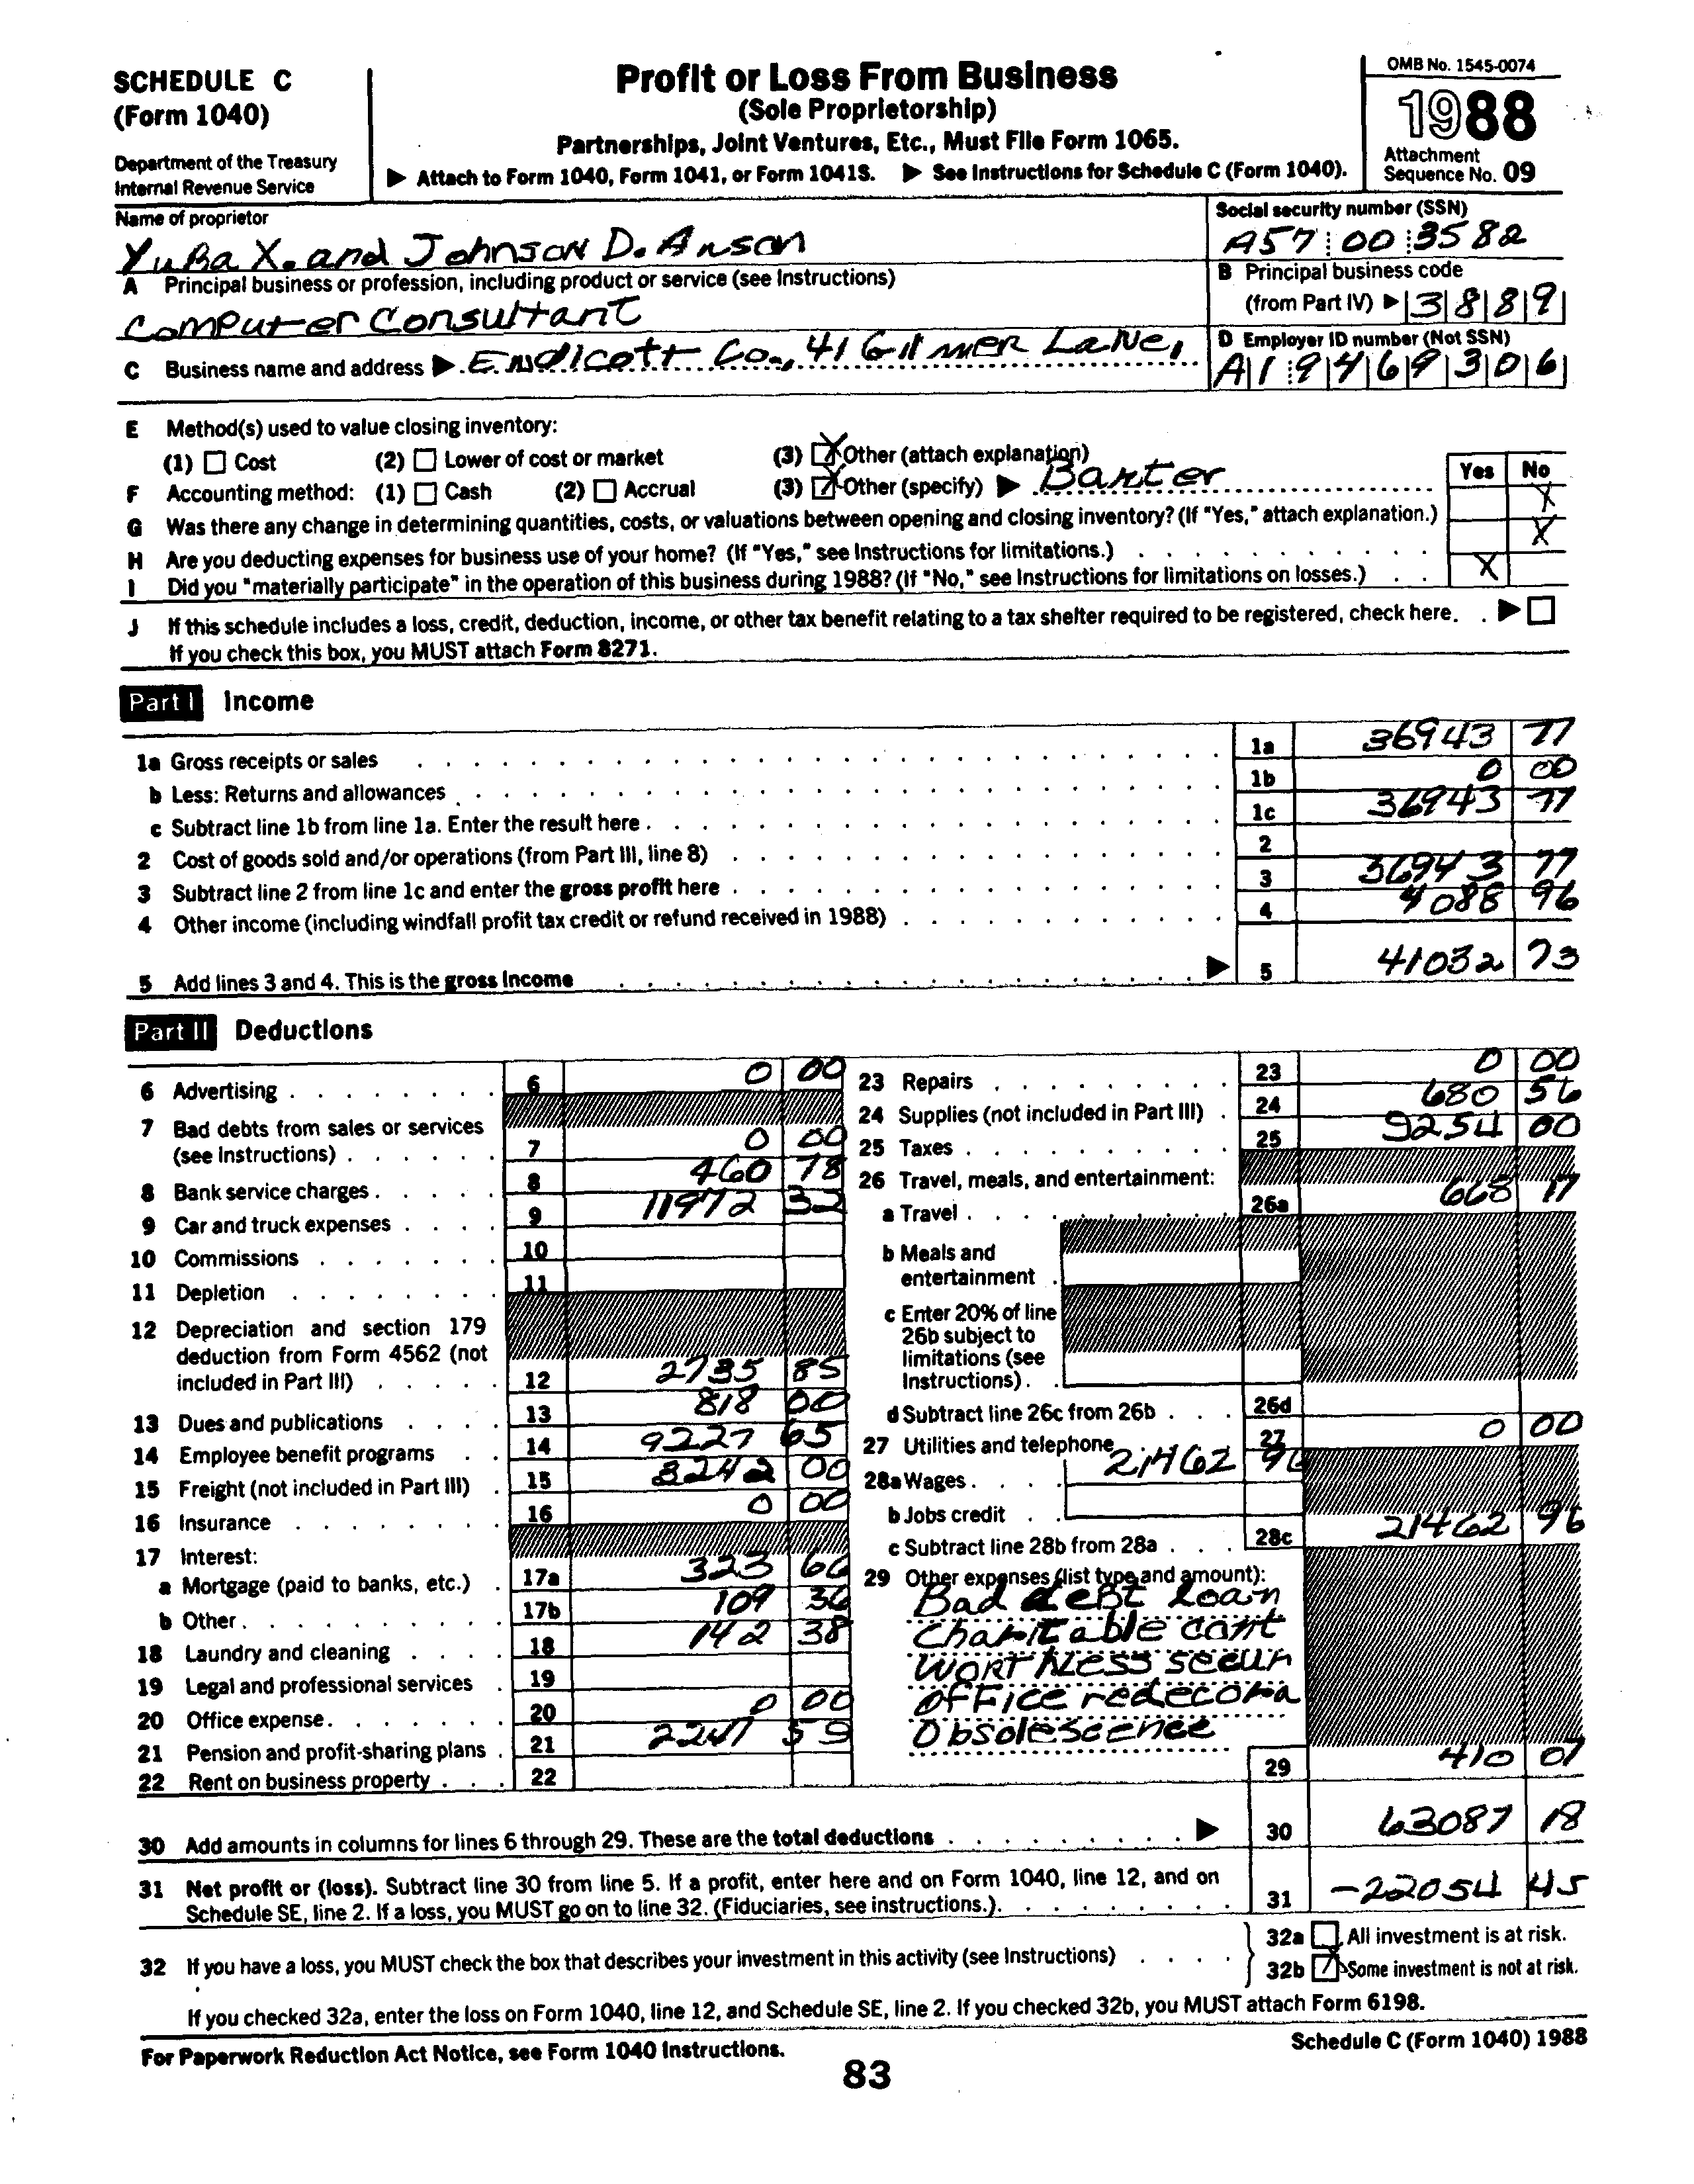 SCHEDULE C
(Form 1040)
Department of the Treasury
Internal Revenue Service
Profit or Loss From Business
(Sole Proprietorship)
Partnerships, Joint Ventures, Etc., Must File Form 1065.
▶ Attach to Form 1040, Form 1041, or Form 1041S. ▶ See Instructions for Schedule C (Form 1040).
OMB No. 1545-0074
1988
Attachment
Sequence No. 09
Name of proprietor
Yuba X. and Johnson D. Anson
Social security number (SSN)
A57 00 3582
A Principal business or profession, including product or service (see Instructions)
Computer Consultant
B Principal business code
(from Part IV) ▶ 3 8 8 9
C Business name and address ▶ Endicott Co., 41 Gilmer Lane,
D Employer ID number (Not SSN)
A 1 9 4 6 9 3 0 6
E Method(s) used to value closing inventory:
(1) Cost (2) Lower of cost or market (3) X Other (attach explanation)
F Accounting method: (1) Cash (2) Accrual (3) X Other (specify) ▶ Barter
Yes No
G Was there any change in determining quantities, costs, or valuations between opening and closing inventory? (If "Yes," attach explanation.) X
H Are you deducting expenses for business use of your home? (If "Yes," see Instructions for limitations.) X
I Did you "materially participate" in the operation of this business during 1988? (If "No," see Instructions for limitations on losses.) X
J If this schedule includes a loss, credit, deduction, income, or other tax benefit relating to a tax shelter required to be registered, check here. ▶
If you check this box, you MUST attach Form 8271.
Part I Income
1a Gross receipts or sales 1a 36943 77
b Less: Returns and allowances 1b 0 00
c Subtract line 1b from line 1a. Enter the result here 1c 36943 77
2 Cost of goods sold and/or operations (from Part III, line 8) 2
3 Subtract line 2 from line 1c and enter the gross profit here 3 36943 77
4 Other income (including windfall profit tax credit or refund received in 1988) 4 4088 96
5 Add lines 3 and 4. This is the gross income ▶ 5 41032 73
Part II Deductions
6 Advertising 6 0 00
7 Bad debts from sales or services
(see Instructions) 7 0 00
8 Bank service charges 8 460 78
9 Car and truck expenses 9 11972 32
10 Commissions 10
11 Depletion 11
12 Depreciation and section 179
deduction from Form 4562 (not
included in Part III) 12 2735 85
13 Dues and publications 13 818 00
14 Employee benefit programs 14 9227 65
15 Freight (not included in Part III) 15 3242 00
16 Insurance 16 0 00
17 Interest:
a Mortgage (paid to banks, etc.) 17a 323 66
b Other 17b 109 36
18 Laundry and cleaning 18 142 38
19 Legal and professional services 19
20 Office expense 20 0 00
21 Pension and profit-sharing plans 21 59
22 Rent on business property 22
23 Repairs 23 0 00
24 Supplies (not included in Part III) 24 680 56
25 Taxes 25 9254 00
26 Travel, meals, and entertainment:
a Travel 26a 668 17
b Meals and
entertainment
c Enter 20% of line
26b subject to
limitations (see
Instructions)
d Subtract line 26c from 26b 26d
27 Utilities and telephone 27 0 00
28a Wages 21462 96
b Jobs credit
c Subtract line 28b from 28a 28c 21462 96
29 Other expenses (list type and amount):
Bad debt Loan
Charitable cont
Worthless secur
Office redecora
Obsolescence
29 410 07
30 Add amounts in columns for lines 6 through 29. These are the total deductions ▶ 30 63087 18
31 Net profit or (loss). Subtract line 30 from line 5. If a profit, enter here and on Form 1040, line 12, and on
Schedule SE, line 2. If a loss, you MUST go on to line 32. (Fiduciaries, see instructions.) 31 -22054 45
32 If you have a loss, you MUST check the box that describes your investment in this activity (see Instructions)
32a All investment is at risk.
32b X Some investment is not at risk.
If you checked 32a, enter the loss on Form 1040, line 12, and Schedule SE, line 2. If you checked 32b, you MUST attach Form 6198.
For Paperwork Reduction Act Notice, see Form 1040 Instructions.
Schedule C (Form 1040) 1988
83